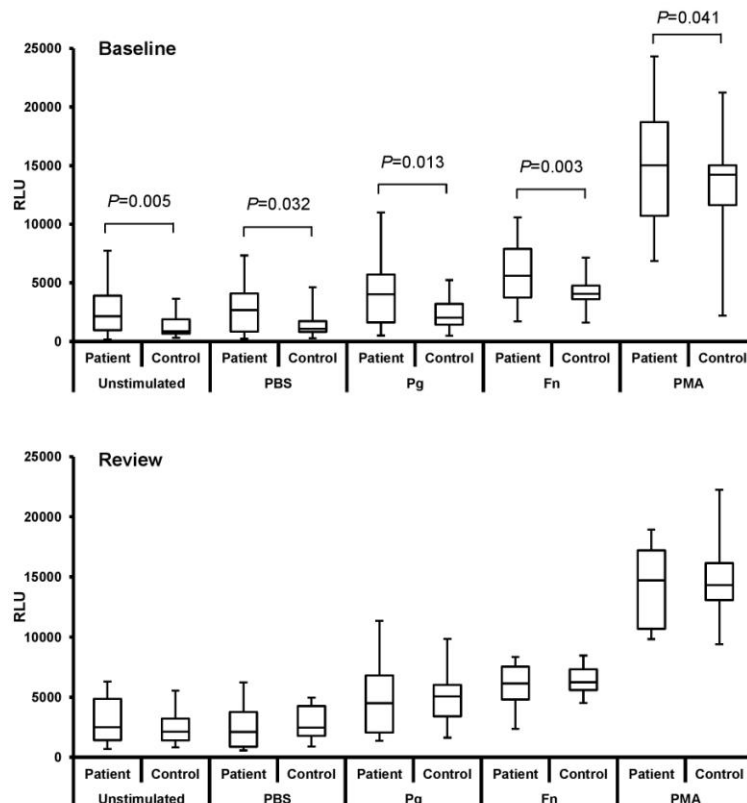 P=0.041
25000
Baseline
20000
P=0.013
P=0.003
15000
P=0.005
P=0.032
RLU
10000
5000
0
Patient Control Patient Control Patient Control Patient Control Patient Control
Unstimulated PBS Pg Fn PMA
25000
Review
20000
15000
RLU
10000
5000
0
Patient Control Patient Control Patient Control Patient Control Patient Control
Unstimulated PBS Pg Fn PMA